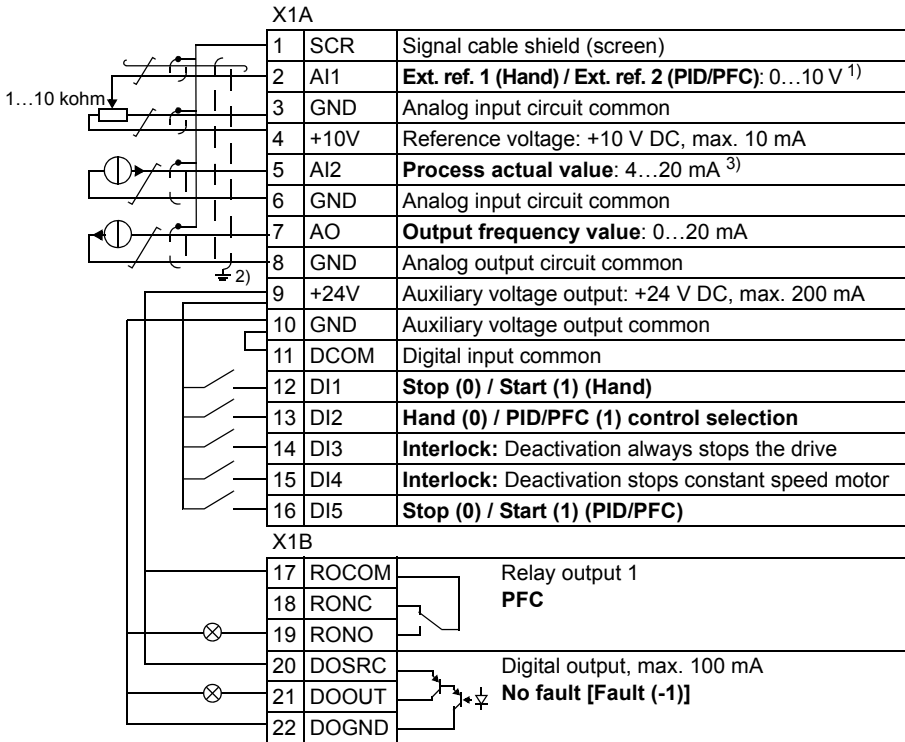 X1A
1 SCR Signal cable shield (screen)
2 AI1 Ext. ref. 1 (Hand) / Ext. ref. 2 (PID/PFC): 0…10 V 1)
1…10 kohm
3 GND Analog input circuit common
4 +10V Reference voltage: +10 V DC, max. 10 mA
5 AI2 Process actual value: 4…20 mA 3)
6 GND Analog input circuit common
7 AO Output frequency value: 0…20 mA
8 GND Analog output circuit common
2)
9 +24V Auxiliary voltage output: +24 V DC, max. 200 mA
10 GND Auxiliary voltage output common
11 DCOM Digital input common
12 DI1 Stop (0) / Start (1) (Hand)
13 DI2 Hand (0) / PID/PFC (1) control selection
14 DI3 Interlock: Deactivation always stops the drive
15 DI4 Interlock: Deactivation stops constant speed motor
16 DI5 Stop (0) / Start (1) (PID/PFC)
X1B
17 ROCOM Relay output 1
18 RONC PFC
19 RONO
20 DOSRC Digital output, max. 100 mA
21 DOOUT No fault [Fault (-1)]
22 DOGND